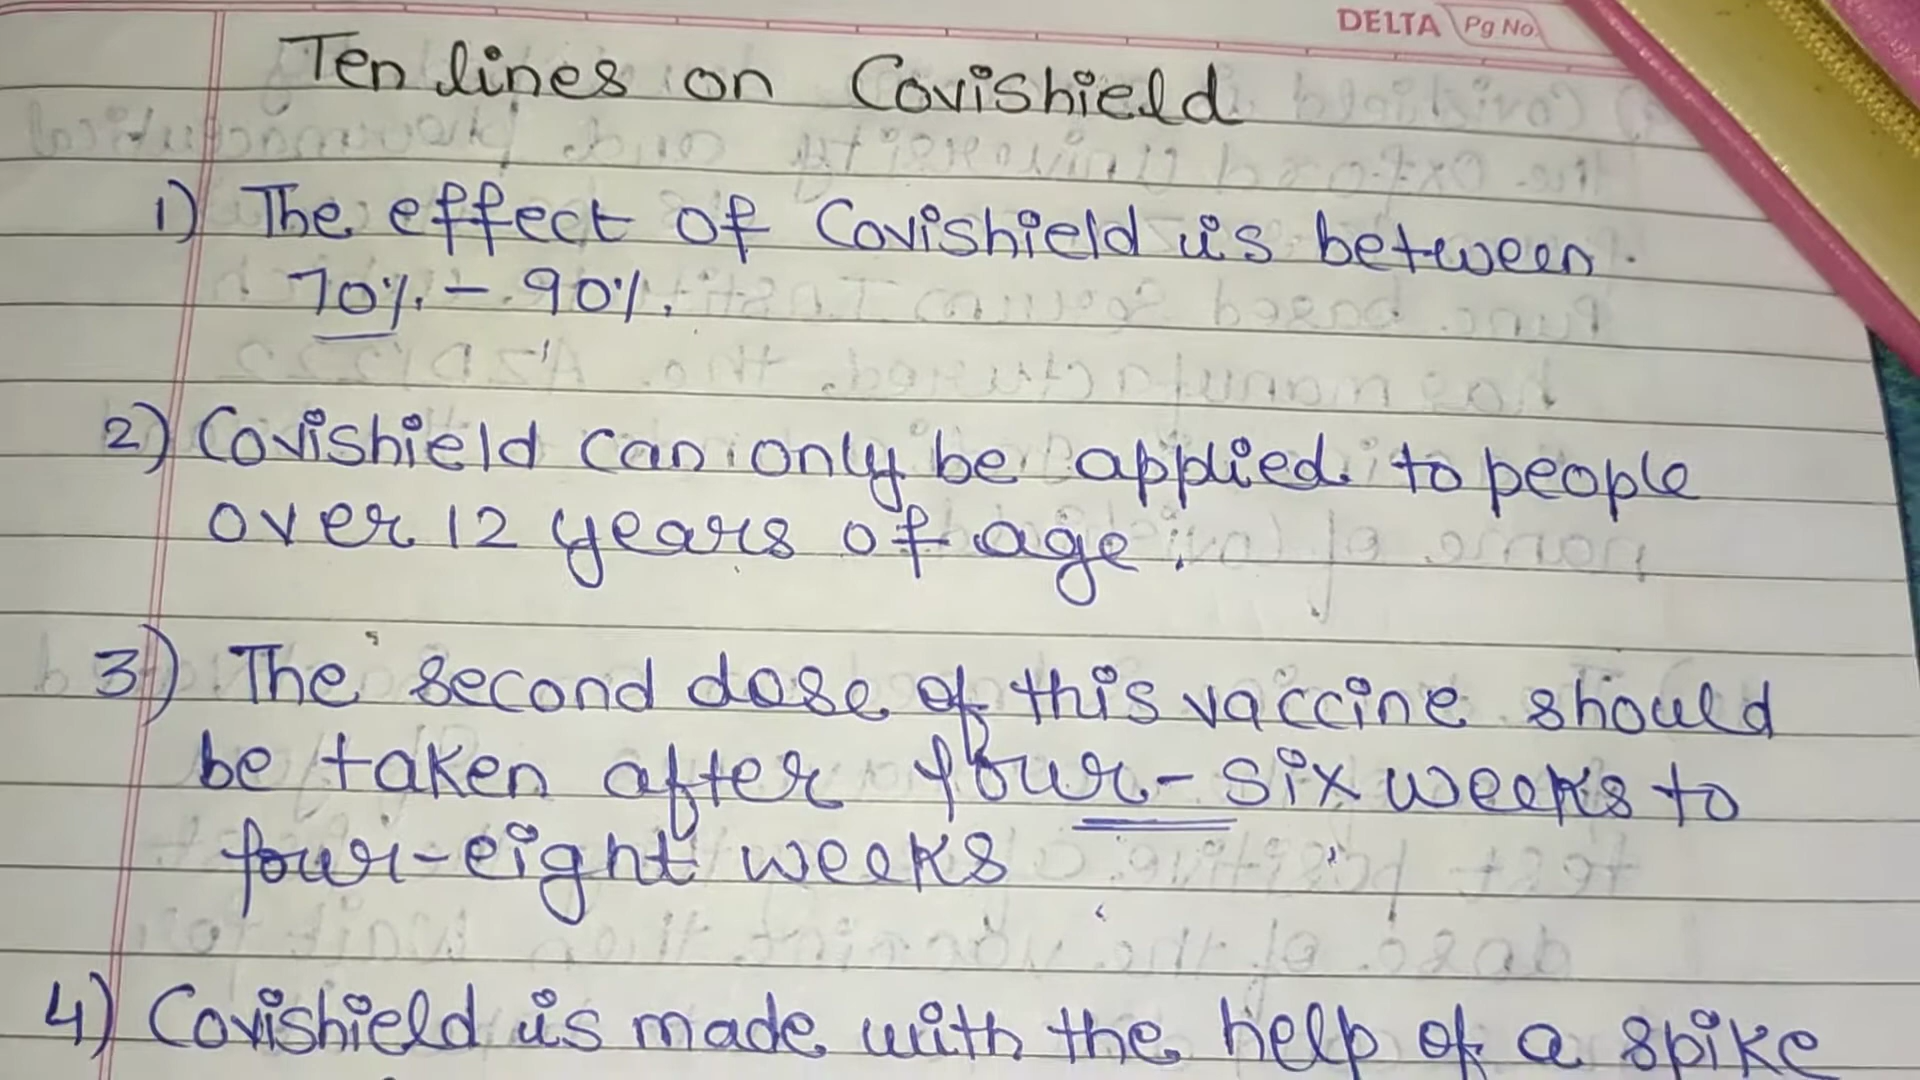 DELTA Pg No.
Ten lines on Covishield
1) The effect of Covishield is between
70% - 90%.
2) Covishield can only be applied to people
over 12 years of age.
3) The second dose of this vaccine should
be taken after four-six weeks to
four-eight weeks
4) Covishield is made with the help of a spike